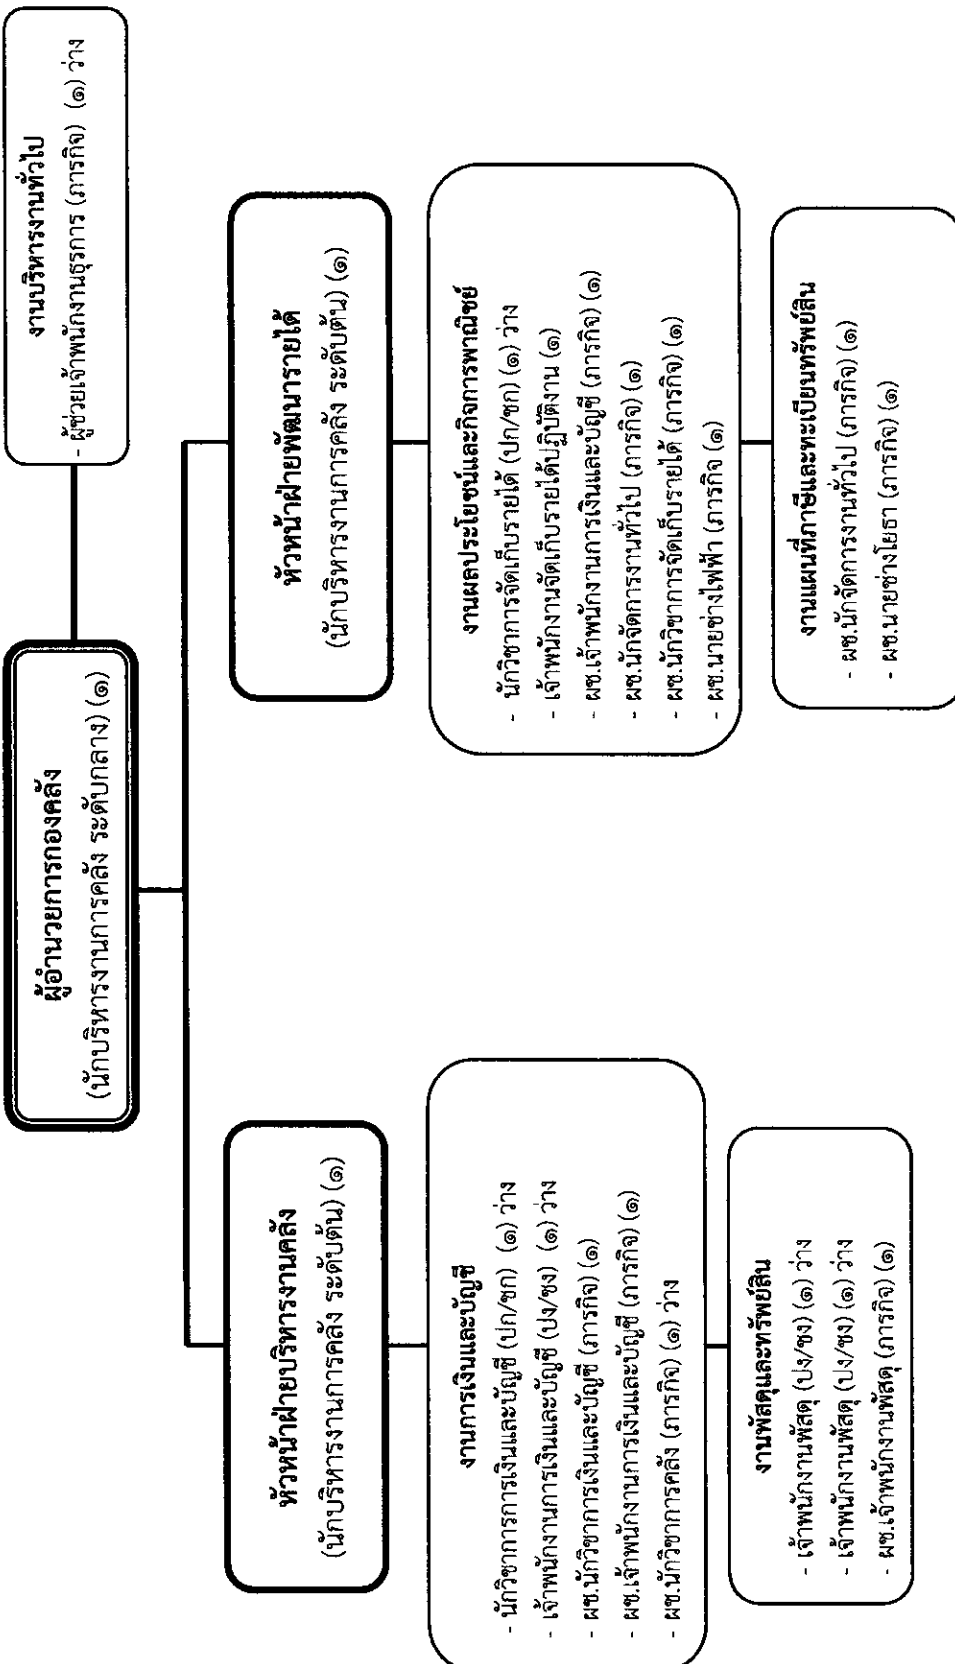 ผู้อำนวยการกองคลัง
(นักบริหารงานการคลัง ระดับกลาง) (๑)
งานบริหารงานทั่วไป
- ผู้ช่วยเจ้าพนักงานธุรการ (ภารกิจ) (๑) ว่าง
หัวหน้าฝ่ายบริหารงานคลัง
(นักบริหารงานการคลัง ระดับต้น) (๑)
งานการเงินและบัญชี
- นักวิชาการการเงินและบัญชี (ปก/ชก) (๑) ว่าง
- เจ้าพนักงานการเงินและบัญชี (ปง/ชง) (๑) ว่าง
- ผช.นักวิชาการเงินและบัญชี (ภารกิจ) (๑)
- ผช.เจ้าพนักงานการเงินและบัญชี (ภารกิจ) (๑)
- ผช.นักวิชาการคลัง (ภารกิจ) (๑) ว่าง
งานพัสดุและทรัพย์สิน
- เจ้าพนักงานพัสดุ (ปง/ชง) (๑) ว่าง
- เจ้าพนักงานพัสดุ (ปง/ชง) (๑) ว่าง
- ผช.เจ้าพนักงานพัสดุ (ภารกิจ) (๑)
หัวหน้าฝ่ายพัฒนารายได้
(นักบริหารงานการคลัง ระดับต้น) (๑)
งานผลประโยชน์และกิจการพาณิชย์
- นักวิชาการจัดเก็บรายได้ (ปก/ชก) (๑) ว่าง
- เจ้าพนักงานจัดเก็บรายได้ปฏิบัติงาน (๑)
- ผช.เจ้าพนักงานการเงินและบัญชี (ภารกิจ) (๑)
- ผช.นักจัดการงานทั่วไป (ภารกิจ) (๑)
- ผช.นักวิชาการจัดเก็บรายได้ (ภารกิจ) (๑)
- ผช.นายช่างไฟฟ้า (ภารกิจ (๑)
งานแผนที่ภาษีและทะเบียนทรัพย์สิน
- ผช.นักจัดการงานทั่วไป (ภารกิจ) (๑)
- ผช.นายช่างโยธา (ภารกิจ) (๑)